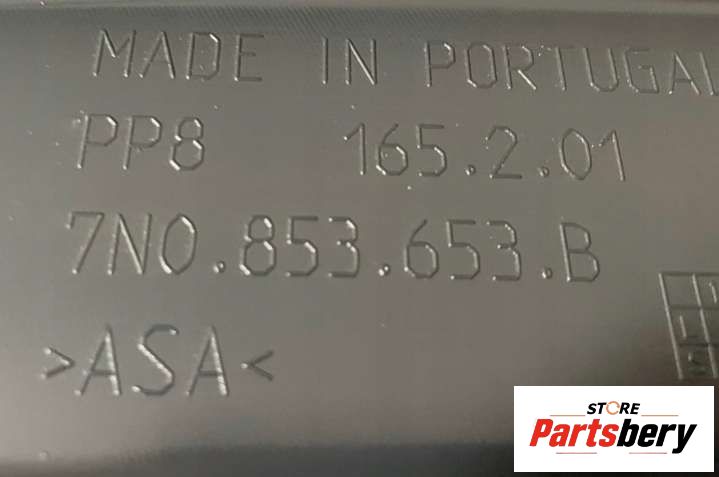 MADE IN PORTUGAL
PP8 165.2.01
7N0.853.653.B
>ASA<
STORE
Partsbery